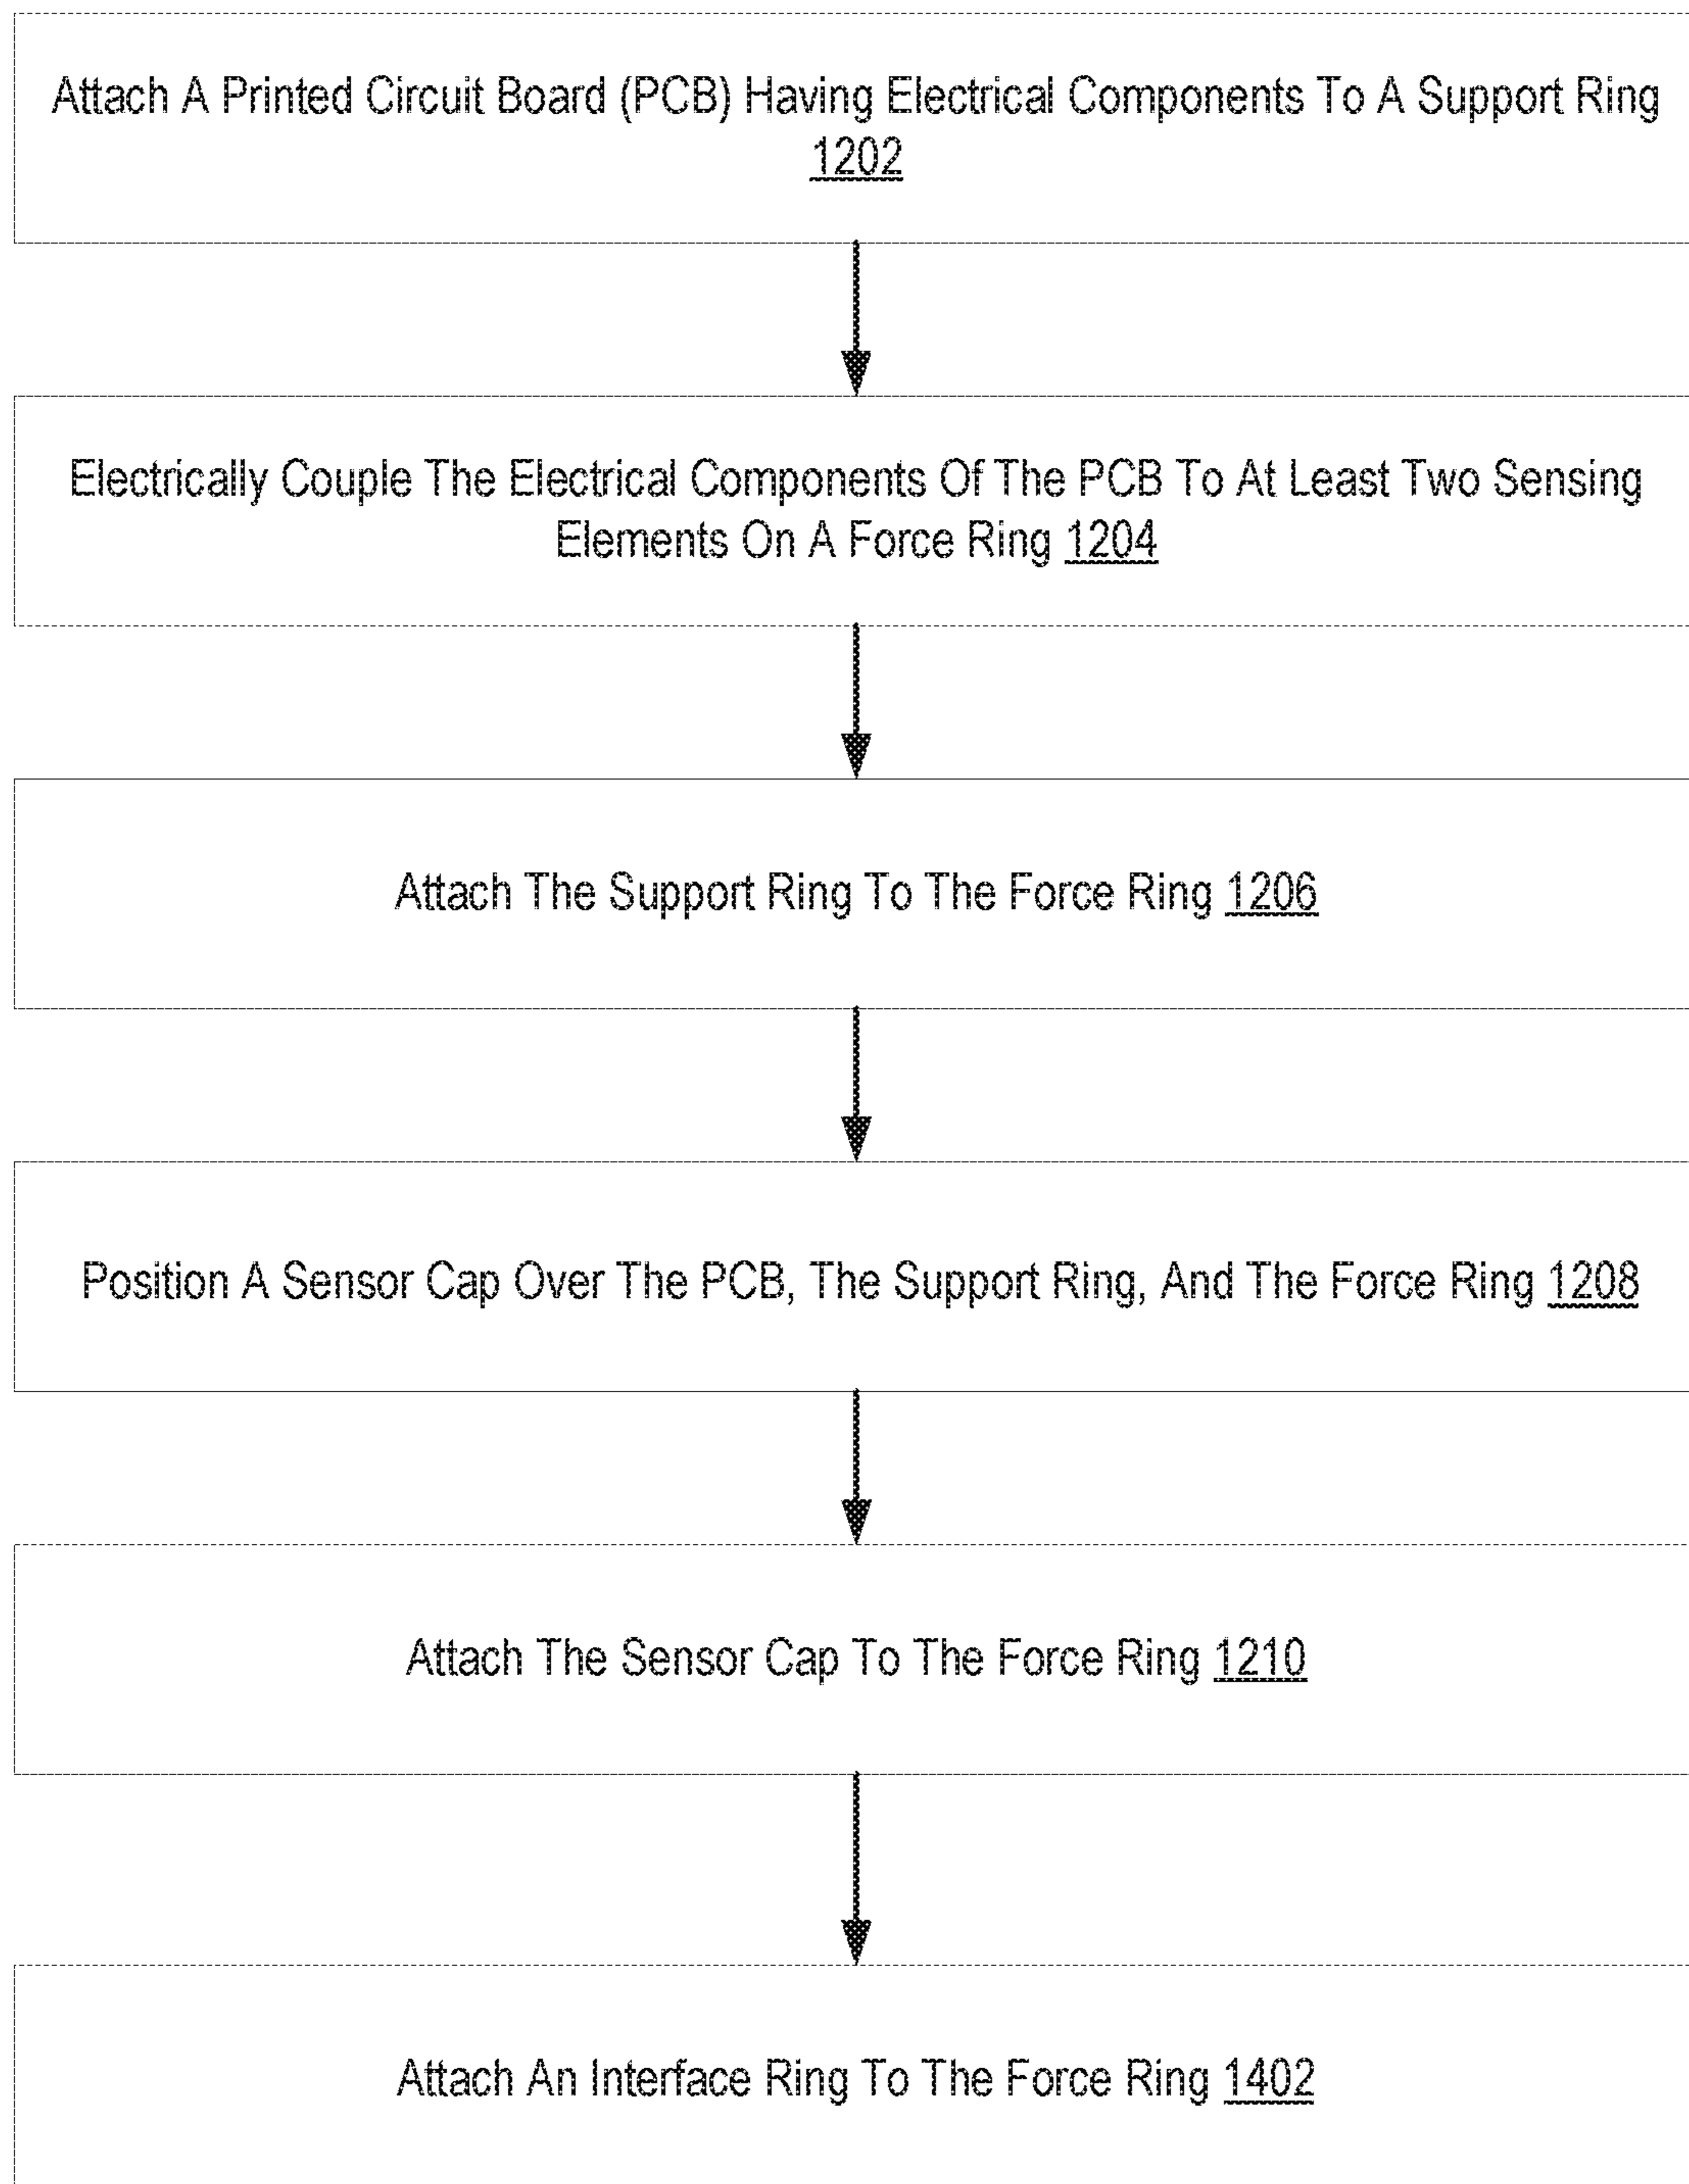 Attach A Printed Circuit Board (PCB) Having Electrical Components To A Support Ring
1202
Electrically Couple The Electrical Components Of The PCB To At Least Two Sensing
Elements On A Force Ring 1204
Attach The Support Ring To The Force Ring 1206
Position A Sensor Cap Over The PCB, The Support Ring, And The Force Ring 1208
Attach The Sensor Cap To The Force Ring 1210
Attach An Interface Ring To The Force Ring 1402